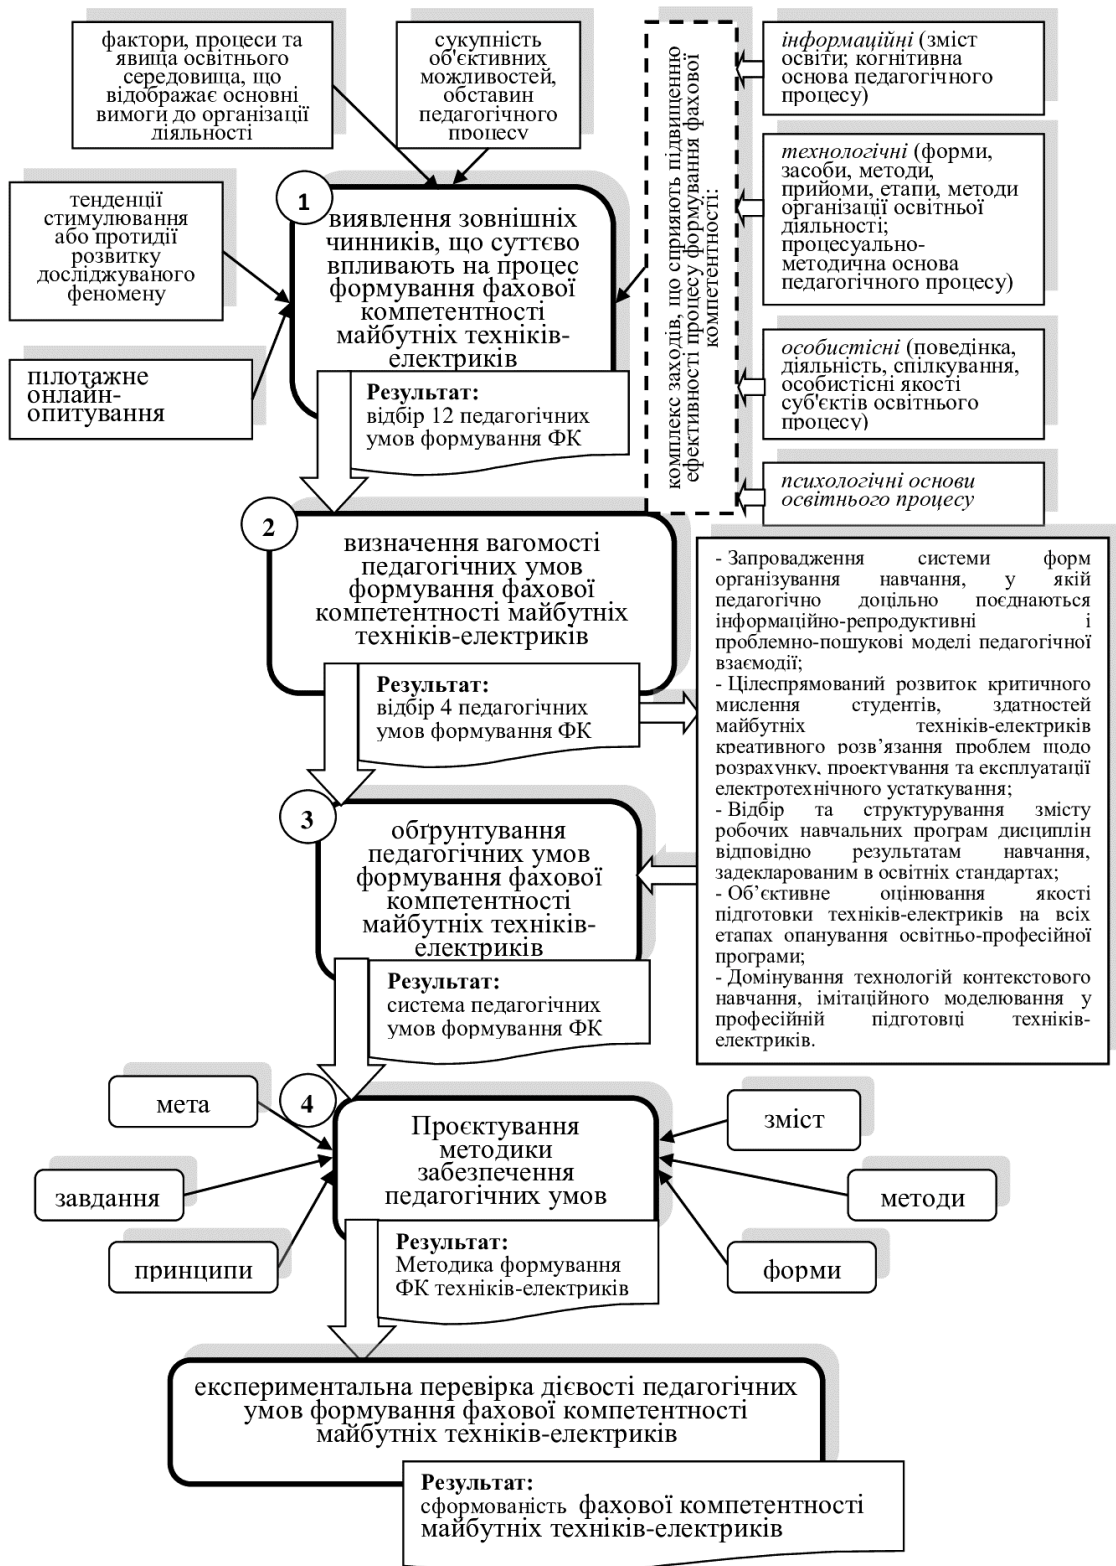 фактори, процеси та
явища освітнього
середовища, що
відображає основні
вимоги до організації
діяльності
сукупність
об'єктивних
можливостей,
обставин
педагогічного
процесу
інформаційні (зміст
освіти; когнітивна
основа педагогічного
процесу)
технологічні (форми,
засоби, методи,
прийоми, етапи, методи
організації освітньої
діяльності;
процесуально-
методична основа
педагогічного процесу)
особистісні (поведінка,
діяльність, спілкування,
особистісні якості
суб'єктів освітнього
процесу)
психологічні основи
освітнього процесу
комплекс заходів, що сприяють підвищенню
ефективності процесу формування фахової
компетентності:
тенденції
стимулювання
або протидії
розвитку
досліджуваного
феномену
пілотажне
онлайн-
опитування
1
виявлення зовнішніх
чинників, що суттєво
впливають на процес
формування фахової
компетентності
майбутніх техніків-
електриків
Результат:
відбір 12 педагогічних
умов формування ФК
2
визначення вагомості
педагогічних умов
формування фахової
компетентності майбутніх
техніків-електриків
Результат:
відбір 4 педагогічних
умов формування ФК
- Запровадження системи форм
організування навчання, у якій
педагогічно доцільно поєднаються
інформаційно-репродуктивні і
проблемно-пошукові моделі педагогічної
взаємодії;
- Цілеспрямований розвиток критичного
мислення студентів, здатностей
майбутніх техніків-електриків
креативного розв’язання проблем щодо
розрахунку, проектування та експлуатації
електротехнічного устаткування;
- Відбір та структурування змісту
робочих навчальних програм дисциплін
відповідно результатам навчання,
задекларованим в освітніх стандартах;
- Об’єктивне оцінювання якості
підготовки техніків-електриків на всіх
етапах опанування освітньо-професійної
програми;
- Домінування технологій контекстового
навчання, імітаційного моделювання у
професійній підготовці техніків-
електриків.
3
обґрунтування
педагогічних умов
формування фахової
компетентності
майбутніх техніків-
електриків
Результат:
система педагогічних
умов формування ФК
4
Проєктування
методики
забезпечення
педагогічних умов
мета
завдання
принципи
зміст
методи
форми
Результат:
Методика формування
ФК техніків-електриків
експериментальна перевірка дієвості педагогічних
умов формування фахової компетентності
майбутніх техніків-електриків
Результат:
сформованість фахової компетентності
майбутніх техніків-електриків